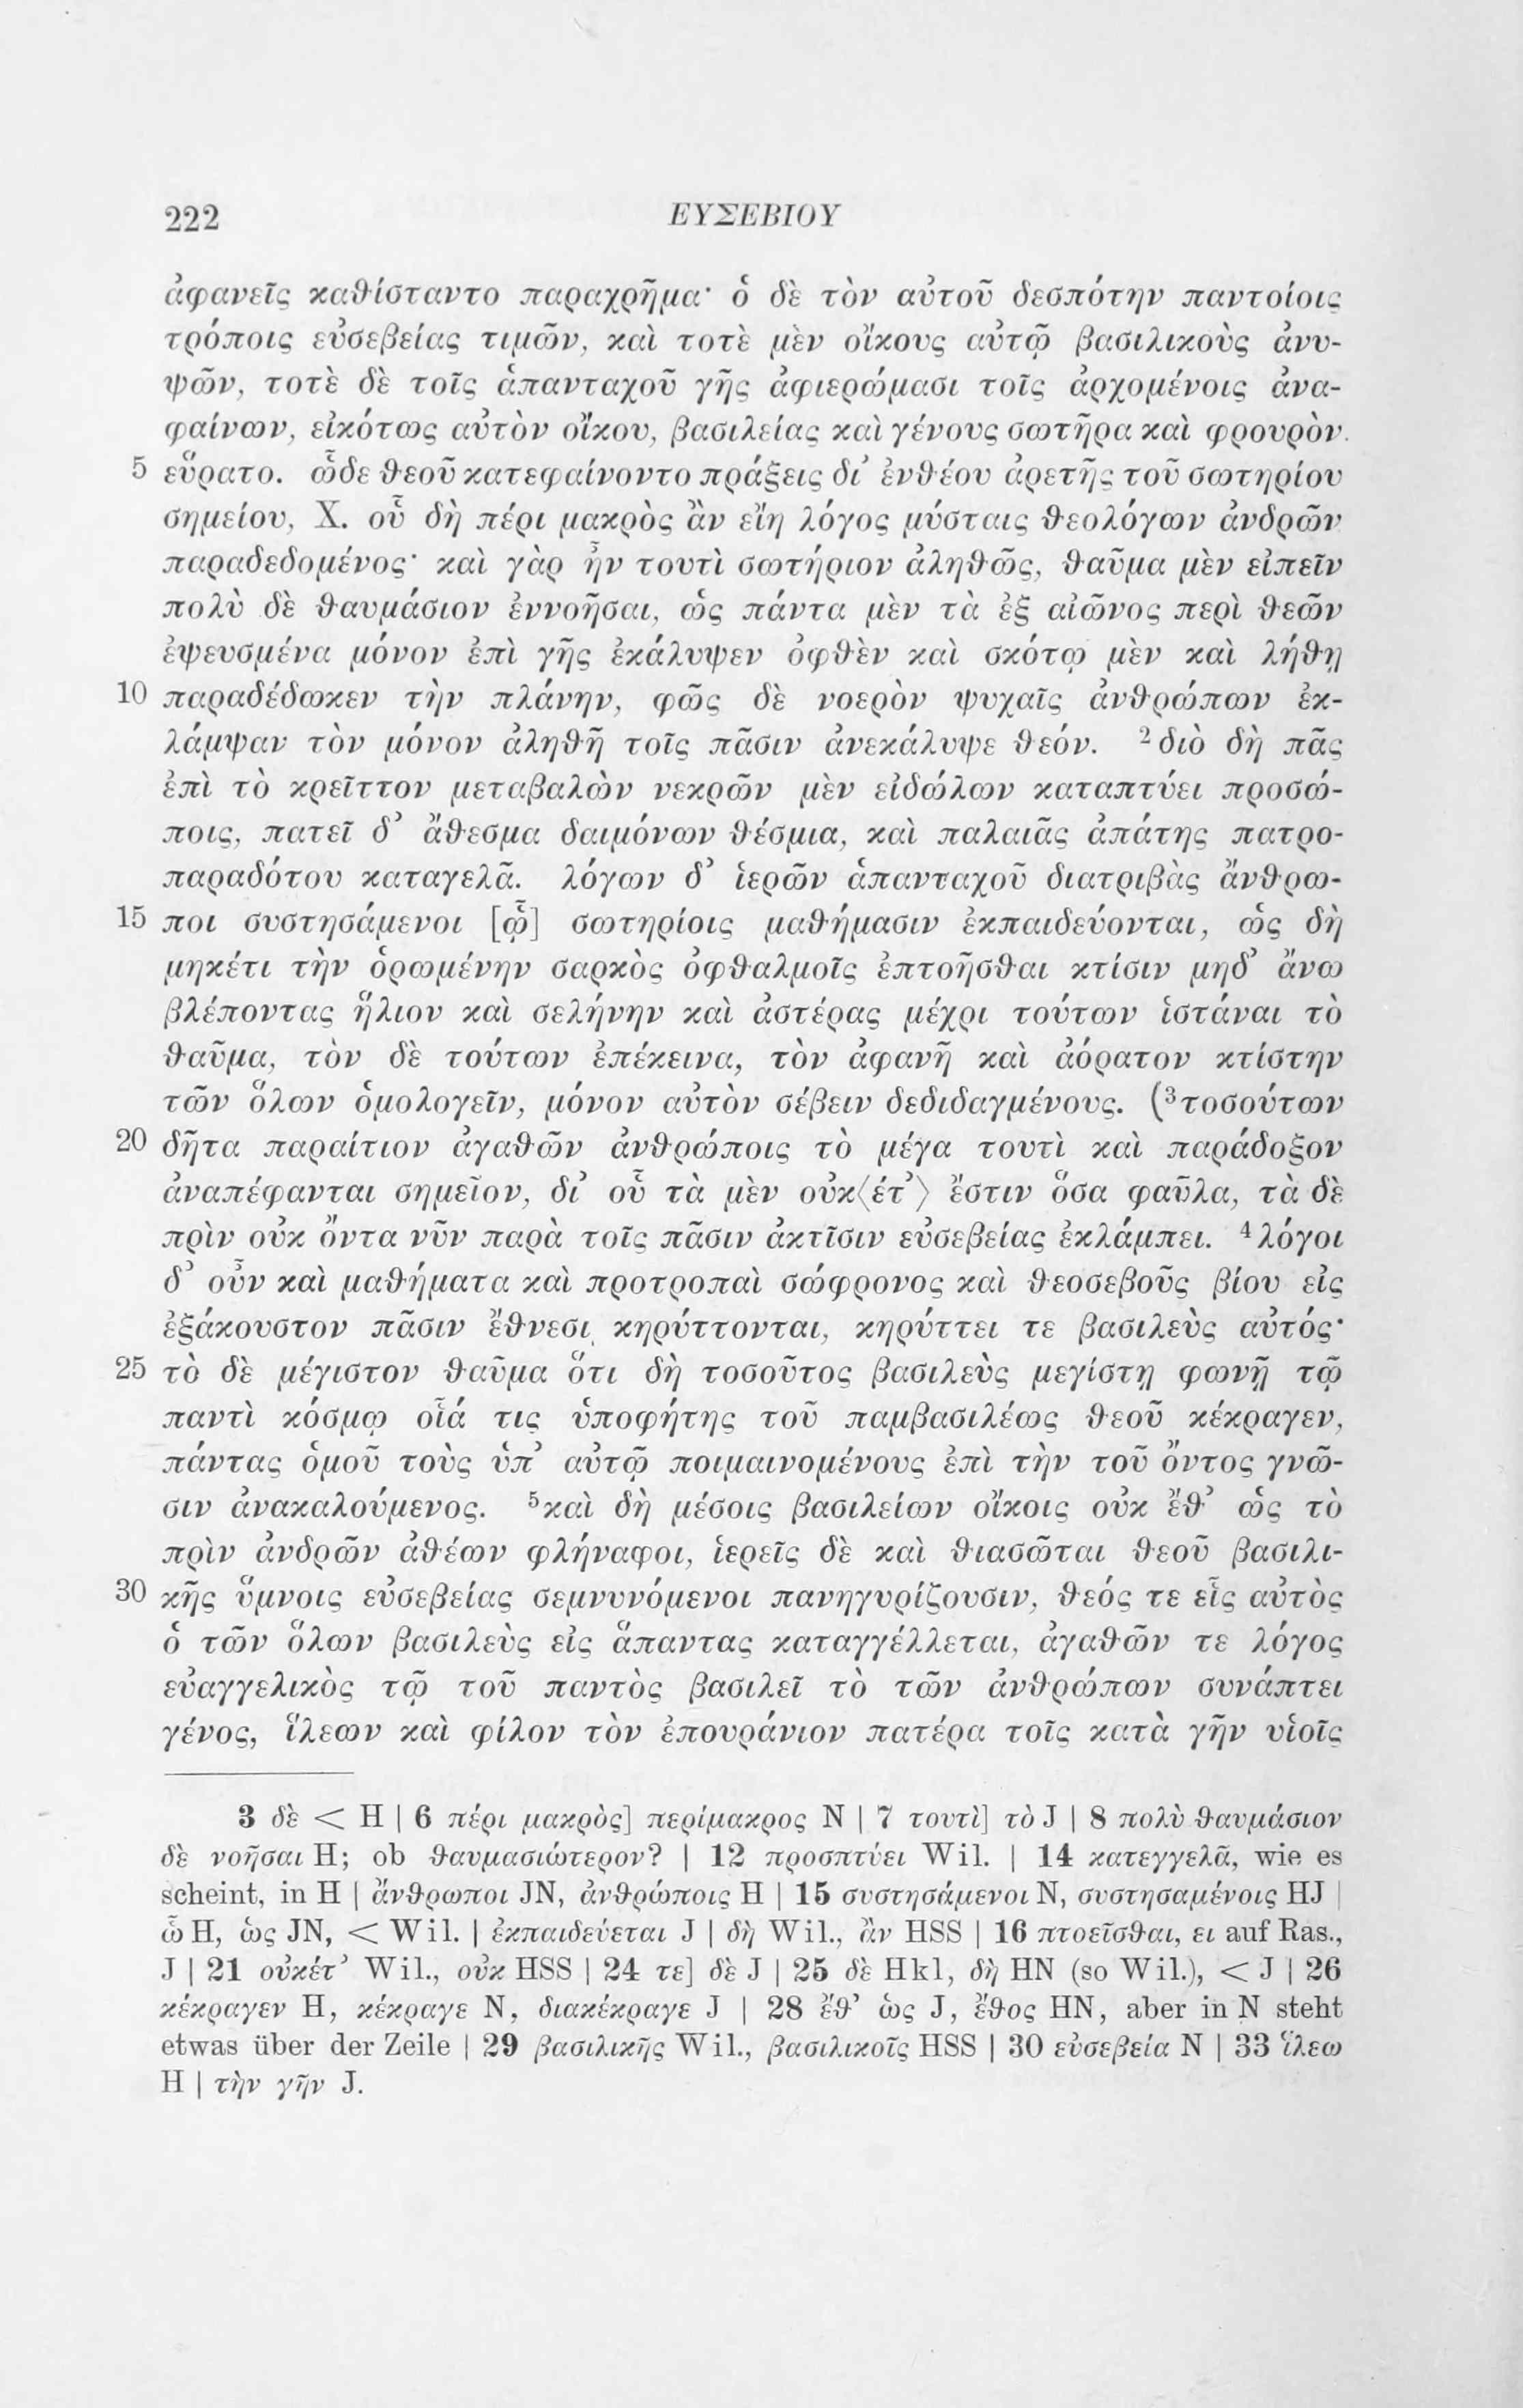 222 ΕΥΣΕΒΙΟΥ
ἀφανεῖς καθίσταντο παραχρῆμα· ὁ δὲ τὸν αὐτοῦ δεσπότην παντοίοις
τρόποις εὐσεβείας τιμῶν, καὶ τοτὲ μὲν οἴκους αὐτῷ βασιλικοὺς ἀνυ-
ψῶν, τοτὲ δὲ τοῖς ἁπανταχοῦ γῆς ἀφιερώμασι τοῖς ἀρχομένοις ἀνα-
φαίνων, εἰκότως αὐτὸν οἴκου, βασιλείας καὶ γένους σωτῆρα καὶ φρουρὸν
5 εὕρατο. ὧδε θεοῦ κατεφαίνοντο πράξεις δι’ ἐνθέου ἀρετῆς τοῦ σωτηρίου
σημείου, X. οὗ δὴ πέρι μακρὸς ἂν εἴη λόγος μύσταις θεολόγων ἀνδρῶν
παραδεδομένος· καὶ γὰρ ἦν τουτὶ σωτήριον ἀληθῶς, θαῦμα μὲν εἰπεῖν
πολὺ δὲ θαυμάσιον ἐννοῆσαι, ὡς πάντα μὲν τὰ ἐξ αἰῶνος περὶ θεῶν
ἐψευσμένα μόνον ἐπὶ γῆς ἐκάλυψεν ὀφθὲν καὶ σκότῳ μὲν καὶ λήθῃ
10 παραδέδωκεν τὴν πλάνην, φῶς δὲ νοερὸν ψυχαῖς ἀνθρώπων ἐκ-
λάμψαν τὸν μόνον ἀληθῆ τοῖς πᾶσιν ἀνεκάλυψε θεόν. ²διὸ δὴ πᾶς
ἐπὶ τὸ κρεῖττον μεταβαλὼν νεκρῶν μὲν εἰδώλων καταπτύει προσώ-
ποις, πατεῖ δ’ ἄθεσμα δαιμόνων θέσμια, καὶ παλαιᾶς ἀπάτης πατρο-
παραδότου καταγελᾷ. λόγων δ’ ἱερῶν ἁπανταχοῦ διατριβὰς ἄνθρω-
15 ποι συστησάμενοι [ᾧ] σωτηρίοις μαθήμασιν ἐκπαιδεύονται, ὡς δὴ
μηκέτι τὴν ὁρωμένην σαρκὸς ὀφθαλμοῖς ἐπτοῆσθαι κτίσιν μηδ’ ἄνω
βλέποντας ἥλιον καὶ σελήνην καὶ ἀστέρας μέχρι τούτων ἱστάναι τὸ
θαῦμα, τὸν δὲ τούτων ἐπέκεινα, τὸν ἀφανῆ καὶ ἀόρατον κτίστην
τῶν ὅλων ὁμολογεῖν, μόνον αὐτὸν σέβειν δεδιδαγμένους. (³τοσούτων
20 δῆτα παραίτιον ἀγαθῶν ἀνθρώποις τὸ μέγα τουτὶ καὶ παράδοξον
ἀναπέφανται σημεῖον, δι’ οὗ τὰ μὲν οὐκ⟨έτ’⟩ ἔστιν ὅσα φαῦλα, τὰ δὲ
πρὶν οὐκ ὄντα νῦν παρὰ τοῖς πᾶσιν ἀκτῖσιν εὐσεβείας ἐκλάμπει. ⁴λόγοι
δ’ οὖν καὶ μαθήματα καὶ προτροπαὶ σώφρονος καὶ θεοσεβοῦς βίου εἰς
ἐξάκουστον πᾶσιν ἔθνεσι κηρύττονται, κηρύττει τε βασιλεὺς αὐτός·
25 τὸ δὲ μέγιστον θαῦμα ὅτι δὴ τοσοῦτος βασιλεὺς μεγίστῃ φωνῇ τῷ
παντὶ κόσμῳ οἷά τις ὑποφήτης τοῦ παμβασιλέως θεοῦ κέκραγεν,
πάντας ὁμοῦ τοὺς ὑπ’ αὐτῷ ποιμαινομένους ἐπὶ τὴν τοῦ ὄντος γνῶ-
σιν ἀνακαλούμενος. ⁵καὶ δὴ μέσοις βασιλείων οἴκοις οὐκ ἔθ’ ὡς τὸ
πρὶν ἀνδρῶν ἀθέων φλήναφοι, ἱερεῖς δὲ καὶ θιασῶται θεοῦ βασιλι-
30 κῆς ὕμνοις εὐσεβείας σεμνυνόμενοι πανηγυρίζουσιν, θεός τε εἷς αὐτὸς
ὁ τῶν ὅλων βασιλεὺς εἰς ἅπαντας καταγγέλλεται, ἀγαθῶν τε λόγος
εὐαγγελικὸς τῷ τοῦ παντὸς βασιλεῖ τὸ τῶν ἀνθρώπων συνάπτει
γένος, ἵλεων καὶ φίλον τὸν ἐπουράνιον πατέρα τοῖς κατὰ γῆν υἱοῖς
3 δὲ < H | 6 πέρι μακρὸς] περίμακρος N | 7 τουτὶ] τὸ J | 8 πολὺ θαυμάσιον
δὲ νοῆσαι H; ob θαυμασιώτερον? | 12 προσπτύει Wil. | 14 κατεγγελᾷ, wie es
scheint, in H | ἄνθρωποι JN, ἀνθρώποις H | 15 συστησάμενοι N, συστησαμένοις HJ |
ὦ H, ὡς JN, < Wil. | ἐκπαιδεύεται J | δὴ Wil., ἂν HSS | 16 πτοεῖσθαι, ει auf Ras.,
J | 21 οὐκέτ’ Wil., οὐκ HSS | 24 τε] δὲ J | 25 δὲ Hkl, δὴ HN (so Wil.), < J | 26
κέκραγεν H, κέκραγε N, διακέκραγε J | 28 ἔθ’ ὡς J, ἔθος HN, aber in N steht
etwas über der Zeile | 29 βασιλικῆς Wil., βασιλικοῖς HSS | 30 εὐσεβεία N | 33 ἵλεω
H | τὴν γῆν J.